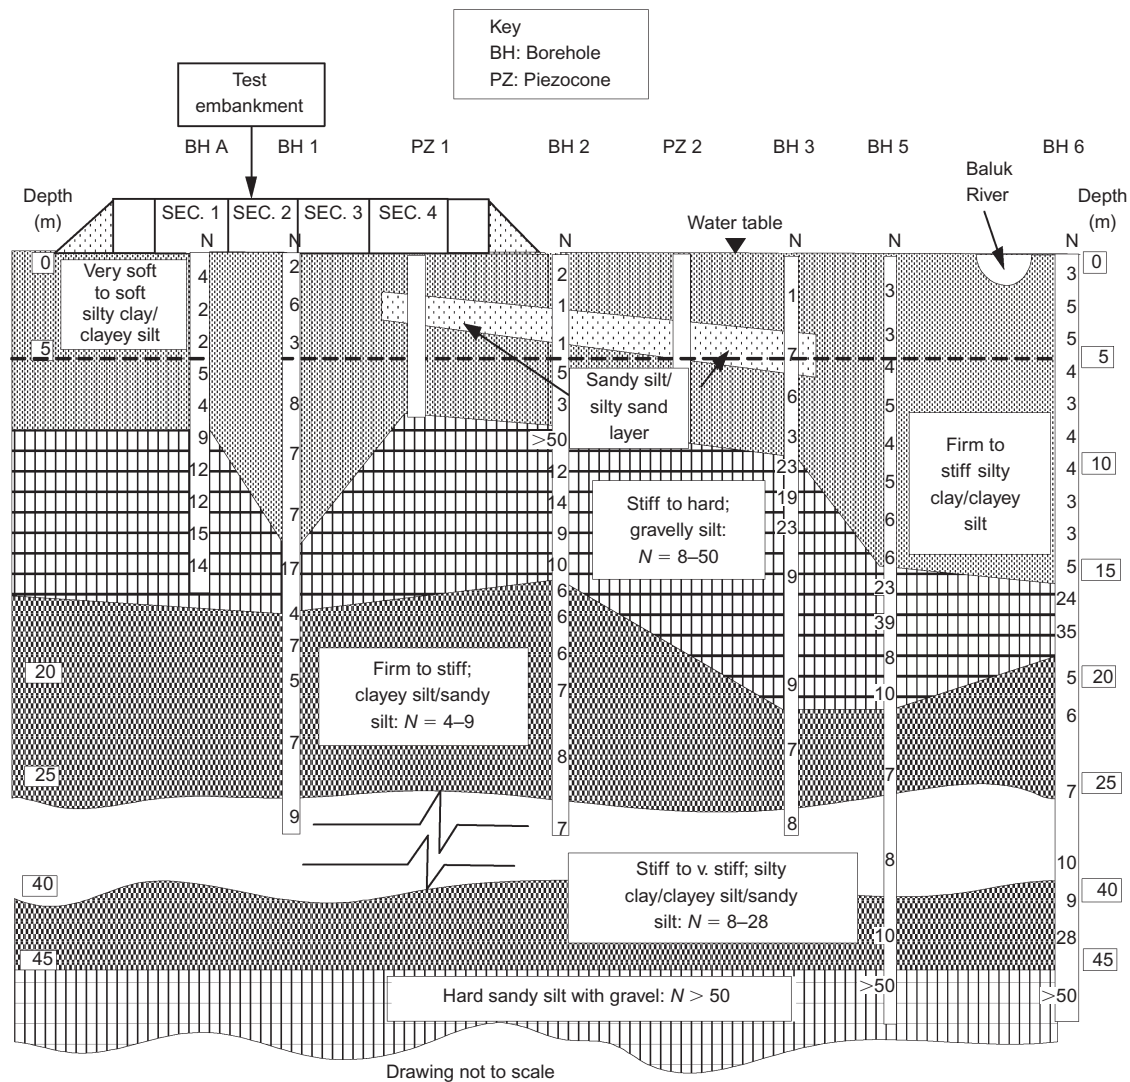 Key
BH: Borehole
PZ: Piezocone
Test
embankment
BH A
BH 1
PZ 1
BH 2
PZ 2
BH 3
BH 5
BH 6
Baluk
River
Depth
(m)
Depth
(m)
SEC. 1
SEC. 2
SEC. 3
SEC. 4
Water table
N
N
N
N
N
N
0
5
20
25
40
45
Very soft
to soft
silty clay/
clayey silt
4
2
2
5
4
9
12
12
15
14
2
6
3
8
7
7
17
4
7
5
7
9
2
1
1
5
3
>50
12
14
9
10
6
6
6
7
8
7
1
7
6
3
23
19
23
9
9
7
8
3
3
4
5
4
5
6
6
23
39
8
10
7
8
10
>50
3
5
5
4
3
4
4
3
3
5
24
35
5
6
7
10
9
28
>50
0
5
10
15
20
25
40
45
Sandy silt/
silty sand
layer
Firm to
stiff silty
clay/clayey
silt
Stiff to hard;
gravelly silt:
N = 8–50
Firm to stiff;
clayey silt/sandy
silt: N = 4–9
Stiff to v. stiff; silty
clay/clayey silt/sandy
silt: N = 8–28
Hard sandy silt with gravel: N > 50
Drawing not to scale